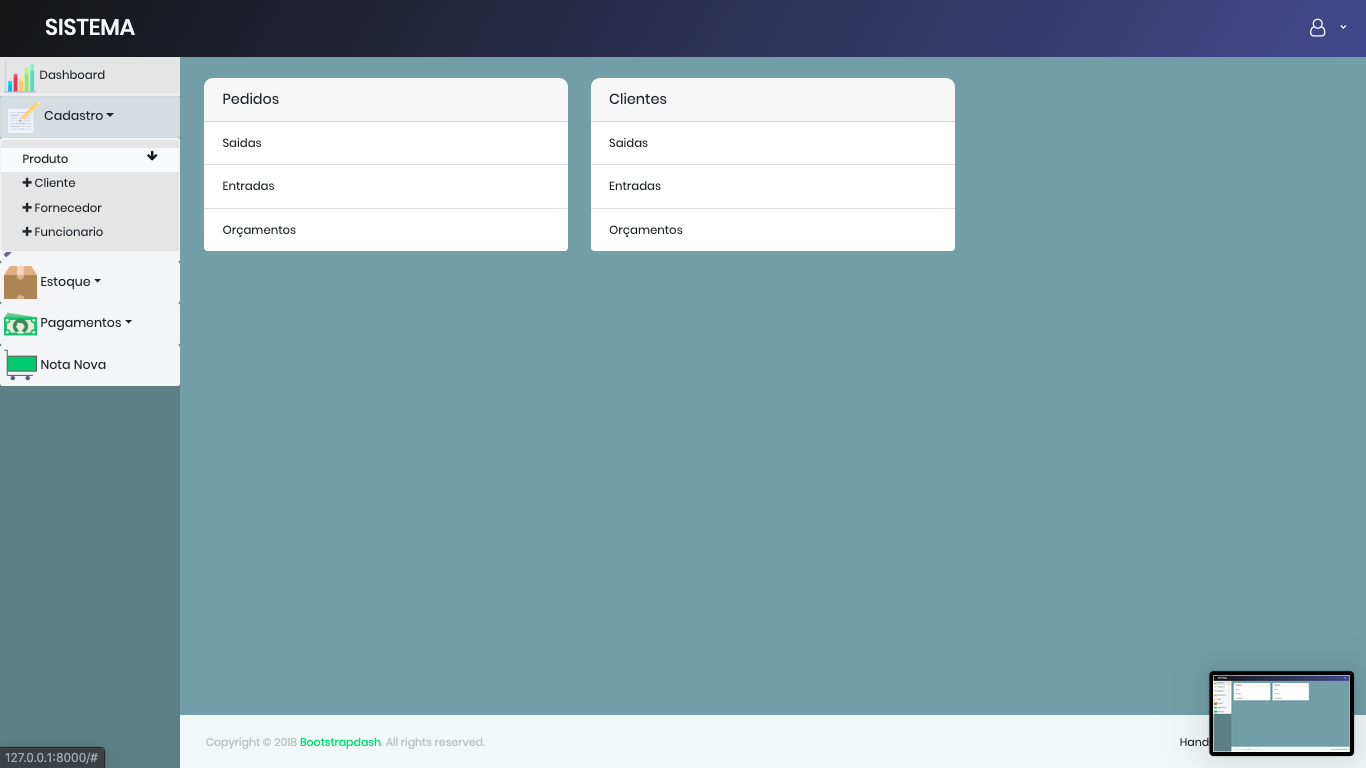 SISTEMA
Dashboard
Cadastro
Produto
Cliente
Fornecedor
Funcionario
Estoque
Pagamentos
Nota Nova
Pedidos
Saidas
Entradas
Orçamentos
Clientes
Saidas
Entradas
Orçamentos
Copyright © 2018 Bootstrapdash. All rights reserved.
Hand
127.0.0.1:8000/#